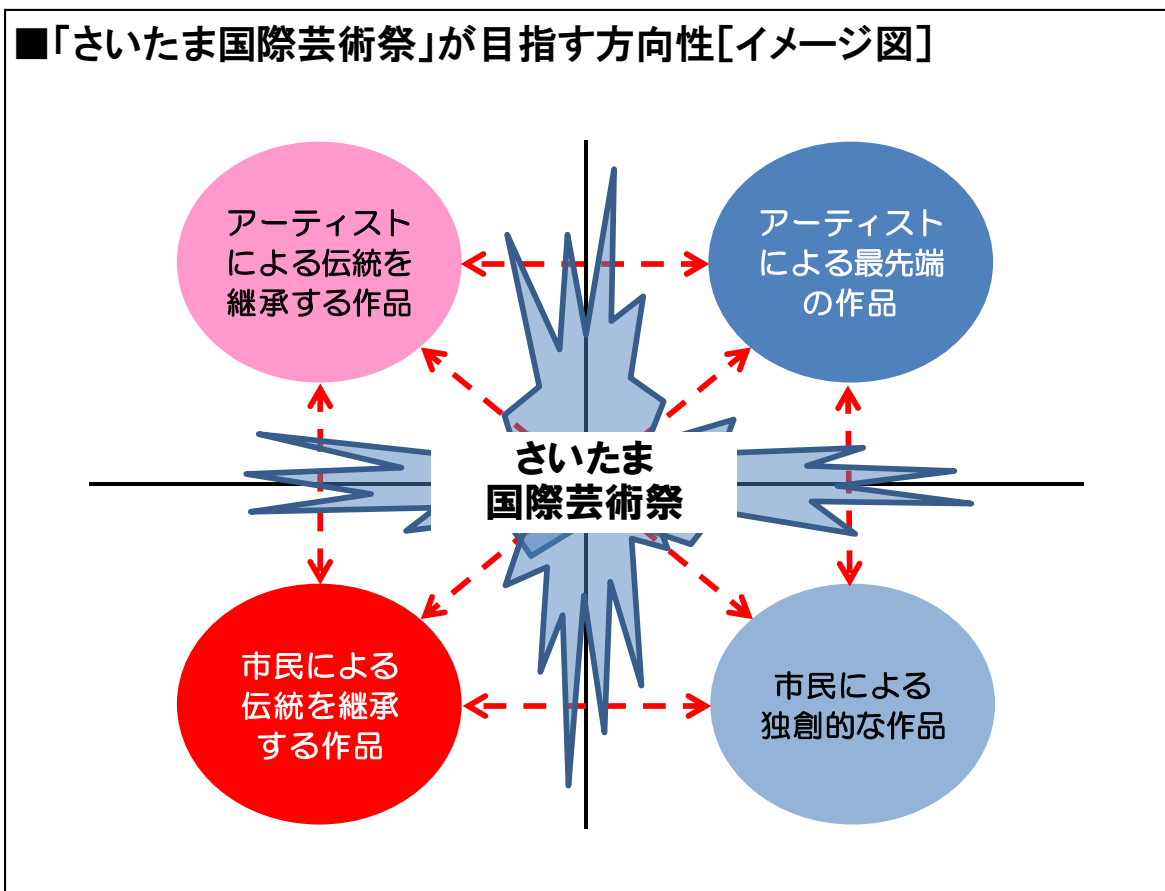 ■「さいたま国際芸術祭」が目指す方向性[イメージ図]
アーティスト
による伝統を
継承する作品
アーティスト
による最先端
の作品
さいたま
国際芸術祭
市民による
伝統を継承
する作品
市民による
独創的な作品